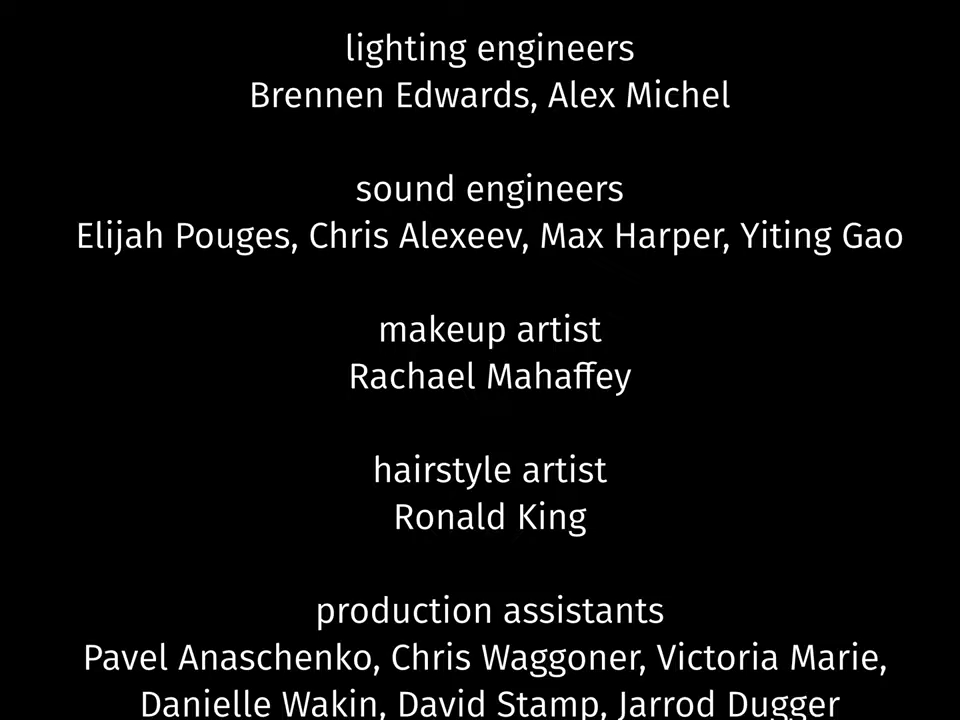 lighting engineers
Brennen Edwards, Alex Michel
sound engineers
Elijah Pouges, Chris Alexeev, Max Harper, Yiting Gao
makeup artist
Rachael Mahaffey
hairstyle artist
Ronald King
production assistants
Pavel Anaschenko, Chris Waggoner, Victoria Marie,
Danielle Wakin, David Stamp, Jarrod Dugger